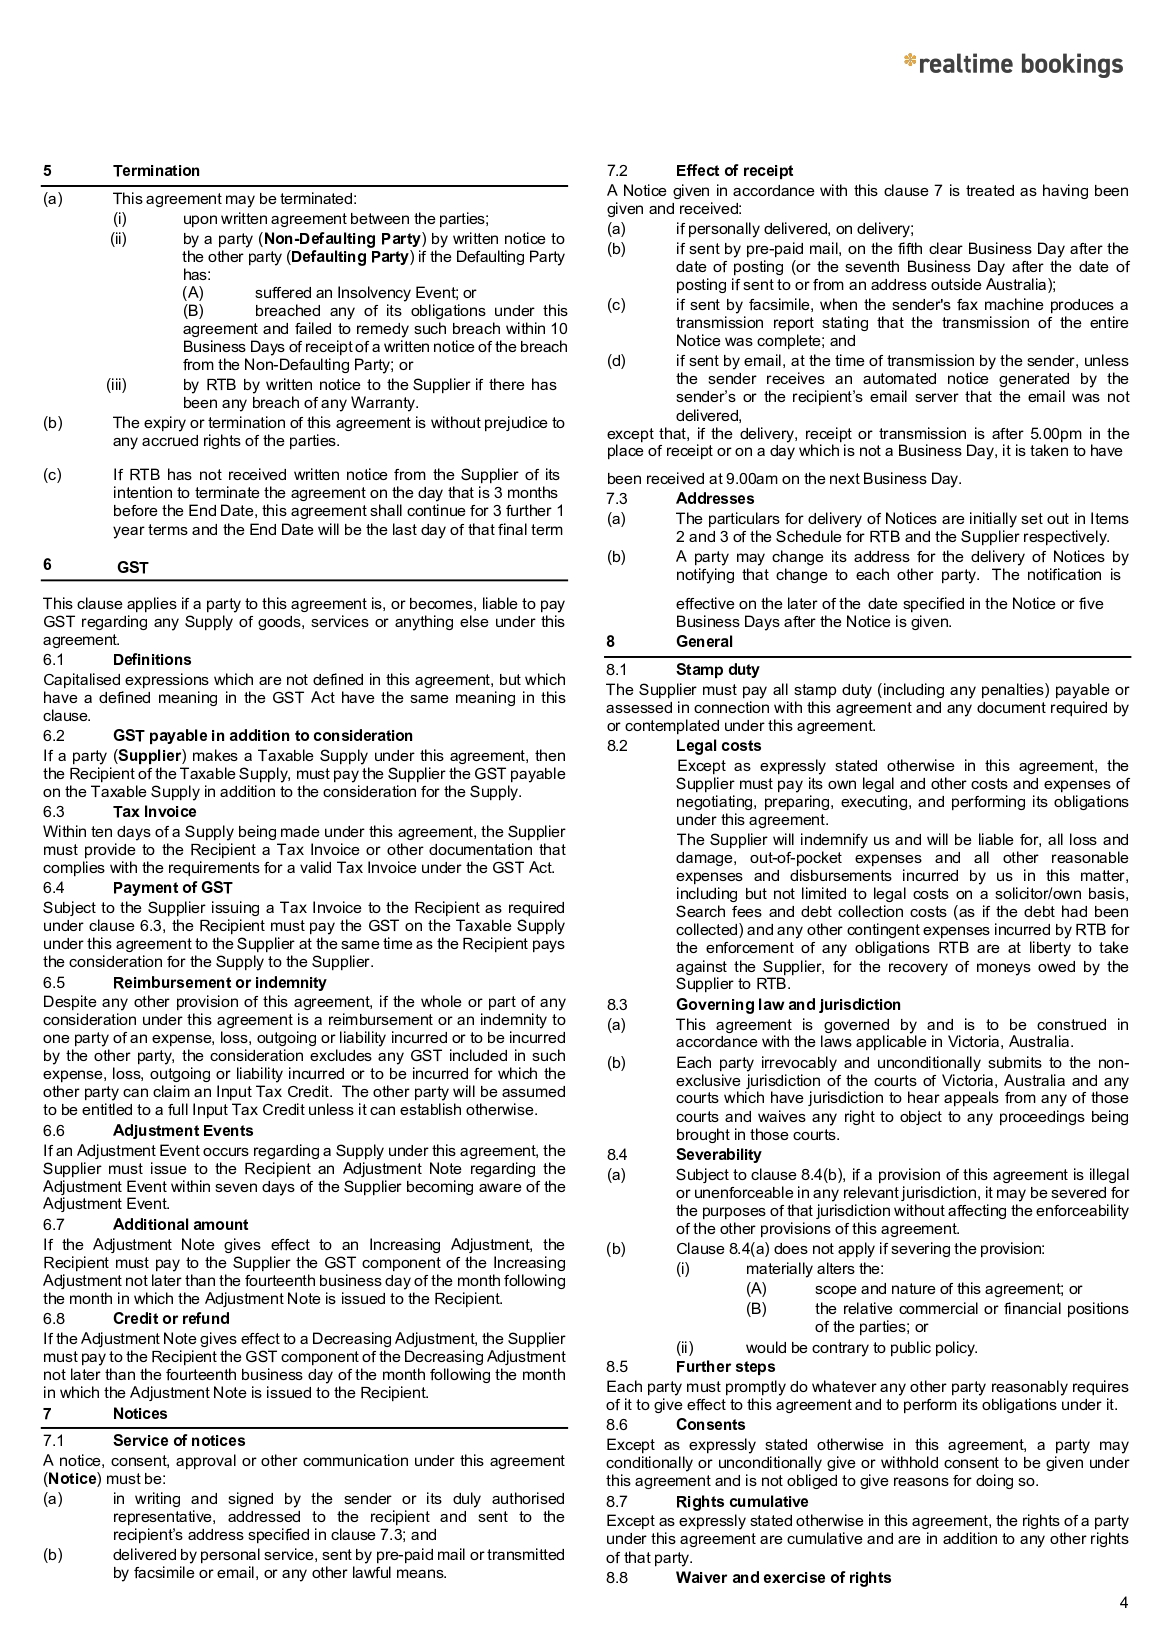 *realtime bookings
5 Termination
(a) This agreement may be terminated:
(i) upon written agreement between the parties;
(ii) by a party (Non-Defaulting Party) by written notice to
the other party (Defaulting Party) if the Defaulting Party
has:
(A) suffered an Insolvency Event; or
(B) breached any of its obligations under this
agreement and failed to remedy such breach within 10
Business Days of receipt of a written notice of the breach
from the Non-Defaulting Party; or
(iii) by RTB by written notice to the Supplier if there has
been any breach of any Warranty.
(b) The expiry or termination of this agreement is without prejudice to
any accrued rights of the parties.
(c) If RTB has not received written notice from the Supplier of its
intention to terminate the agreement on the day that is 3 months
before the End Date, this agreement shall continue for 3 further 1
year terms and the End Date will be the last day of that final term
6 GST
This clause applies if a party to this agreement is, or becomes, liable to pay
GST regarding any Supply of goods, services or anything else under this
agreement.
6.1 Definitions
Capitalised expressions which are not defined in this agreement, but which
have a defined meaning in the GST Act have the same meaning in this
clause.
6.2 GST payable in addition to consideration
If a party (Supplier) makes a Taxable Supply under this agreement, then
the Recipient of the Taxable Supply, must pay the Supplier the GST payable
on the Taxable Supply in addition to the consideration for the Supply.
6.3 Tax Invoice
Within ten days of a Supply being made under this agreement, the Supplier
must provide to the Recipient a Tax Invoice or other documentation that
complies with the requirements for a valid Tax Invoice under the GST Act.
6.4 Payment of GST
Subject to the Supplier issuing a Tax Invoice to the Recipient as required
under clause 6.3, the Recipient must pay the GST on the Taxable Supply
under this agreement to the Supplier at the same time as the Recipient pays
the consideration for the Supply to the Supplier.
6.5 Reimbursement or indemnity
Despite any other provision of this agreement, if the whole or part of any
consideration under this agreement is a reimbursement or an indemnity to
one party of an expense, loss, outgoing or liability incurred or to be incurred
by the other party, the consideration excludes any GST included in such
expense, loss, outgoing or liability incurred or to be incurred for which the
other party can claim an Input Tax Credit. The other party will be assumed
to be entitled to a full Input Tax Credit unless it can establish otherwise.
6.6 Adjustment Events
If an Adjustment Event occurs regarding a Supply under this agreement, the
Supplier must issue to the Recipient an Adjustment Note regarding the
Adjustment Event within seven days of the Supplier becoming aware of the
Adjustment Event.
6.7 Additional amount
If the Adjustment Note gives effect to an Increasing Adjustment, the
Recipient must pay to the Supplier the GST component of the Increasing
Adjustment not later than the fourteenth business day of the month following
the month in which the Adjustment Note is issued to the Recipient.
6.8 Credit or refund
If the Adjustment Note gives effect to a Decreasing Adjustment, the Supplier
must pay to the Recipient the GST component of the Decreasing Adjustment
not later than the fourteenth business day of the month following the month
in which the Adjustment Note is issued to the Recipient.
7 Notices
7.1 Service of notices
A notice, consent, approval or other communication under this agreement
(Notice) must be:
(a) in writing and signed by the sender or its duly authorised
representative, addressed to the recipient and sent to the
recipient's address specified in clause 7.3; and
(b) delivered by personal service, sent by pre-paid mail or transmitted
by facsimile or email, or any other lawful means.
7.2 Effect of receipt
A Notice given in accordance with this clause 7 is treated as having been
given and received:
(a) if personally delivered, on delivery;
(b) if sent by pre-paid mail, on the fifth clear Business Day after the
date of posting (or the seventh Business Day after the date of
posting if sent to or from an address outside Australia);
(c) if sent by facsimile, when the sender's fax machine produces a
transmission report stating that the transmission of the entire
Notice was complete; and
(d) if sent by email, at the time of transmission by the sender, unless
the sender receives an automated notice generated by the
sender's or the recipient's email server that the email was not
delivered,
except that, if the delivery, receipt or transmission is after 5.00pm in the
place of receipt or on a day which is not a Business Day, it is taken to have
been received at 9.00am on the next Business Day.
7.3 Addresses
(a) The particulars for delivery of Notices are initially set out in Items
2 and 3 of the Schedule for RTB and the Supplier respectively.
(b) A party may change its address for the delivery of Notices by
notifying that change to each other party. The notification is
effective on the later of the date specified in the Notice or five
Business Days after the Notice is given.
8 General
8.1 Stamp duty
The Supplier must pay all stamp duty (including any penalties) payable or
assessed in connection with this agreement and any document required by
or contemplated under this agreement.
8.2 Legal costs
Except as expressly stated otherwise in this agreement, the
Supplier must pay its own legal and other costs and expenses of
negotiating, preparing, executing, and performing its obligations
under this agreement.
The Supplier will indemnify us and will be liable for, all loss and
damage, out-of-pocket expenses and all other reasonable
expenses and disbursements incurred by us in this matter,
including but not limited to legal costs on a solicitor/own basis,
Search fees and debt collection costs (as if the debt had been
collected) and any other contingent expenses incurred by RTB for
the enforcement of any obligations RTB are at liberty to take
against the Supplier, for the recovery of moneys owed by the
Supplier to RTB.
8.3 Governing law and jurisdiction
(a) This agreement is governed by and is to be construed in
accordance with the laws applicable in Victoria, Australia.
(b) Each party irrevocably and unconditionally submits to the non-
exclusive jurisdiction of the courts of Victoria, Australia and any
courts which have jurisdiction to hear appeals from any of those
courts and waives any right to object to any proceedings being
brought in those courts.
8.4 Severability
(a) Subject to clause 8.4(b), if a provision of this agreement is illegal
or unenforceable in any relevant jurisdiction, it may be severed for
the purposes of that jurisdiction without affecting the enforceability
of the other provisions of this agreement.
(b) Clause 8.4(a) does not apply if severing the provision:
(i) materially alters the:
(A) scope and nature of this agreement; or
(B) the relative commercial or financial positions
of the parties; or
(ii) would be contrary to public policy.
8.5 Further steps
Each party must promptly do whatever any other party reasonably requires
of it to give effect to this agreement and to perform its obligations under it.
8.6 Consents
Except as expressly stated otherwise in this agreement, a party may
conditionally or unconditionally give or withhold consent to be given under
this agreement and is not obliged to give reasons for doing so.
8.7 Rights cumulative
Except as expressly stated otherwise in this agreement, the rights of a party
under this agreement are cumulative and are in addition to any other rights
of that party.
8.8 Waiver and exercise of rights
4